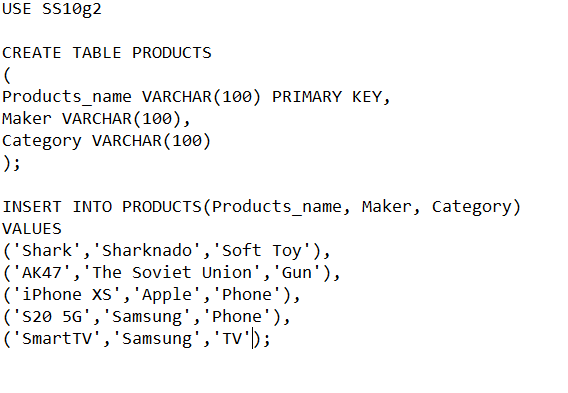 USE SS10g2
CREATE TABLE PRODUCTS
(
Products_name VARCHAR(100) PRIMARY KEY,
Maker VARCHAR(100),
Category VARCHAR(100)
);
INSERT INTO PRODUCTS(Products_name, Maker, Category)
VALUES
('Shark','Sharknado','Soft Toy'),
('AK47','The Soviet Union','Gun'),
('iPhone XS','Apple','Phone'),
('S20 5G','Samsung','Phone'),
('SmartTV','Samsung','TV');